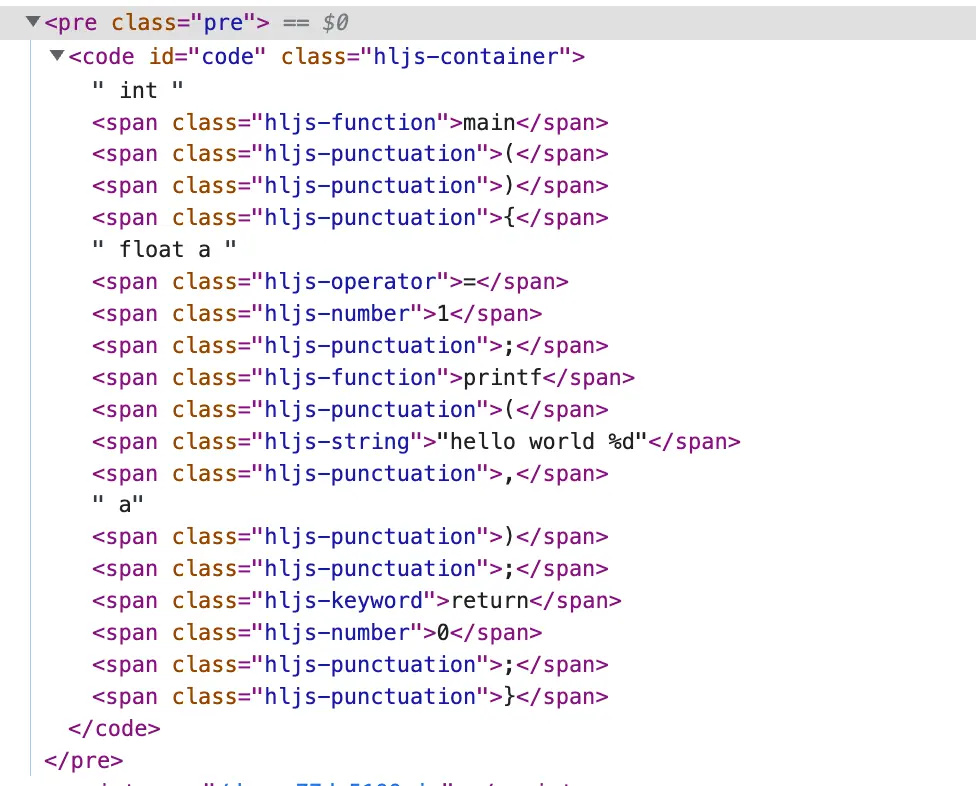 ▼<pre class="pre"> == $0
▼<code id="code" class="hljs-container">
" int "
<span class="hljs-function">main</span>
<span class="hljs-punctuation">(</span>
<span class="hljs-punctuation">)</span>
<span class="hljs-punctuation">{</span>
" float a "
<span class="hljs-operator">=</span>
<span class="hljs-number">1</span>
<span class="hljs-punctuation">;</span>
<span class="hljs-function">printf</span>
<span class="hljs-punctuation">(</span>
<span class="hljs-string">"hello world %d"</span>
<span class="hljs-punctuation">,</span>
" a"
<span class="hljs-punctuation">)</span>
<span class="hljs-punctuation">;</span>
<span class="hljs-keyword">return</span>
<span class="hljs-number">0</span>
<span class="hljs-punctuation">;</span>
<span class="hljs-punctuation">}</span>
</code>
</pre>